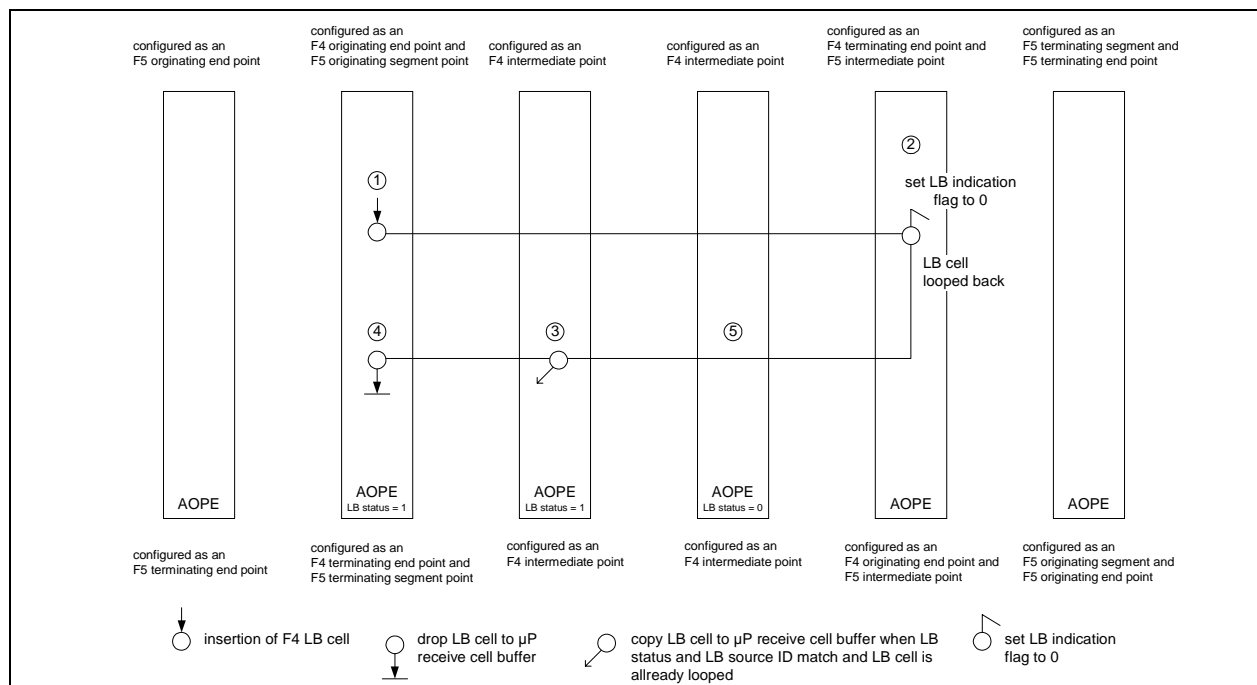 configured as an
F5 orginating end point
configured as an
F4 originating end point and
F5 originating segment point
configured as an
F4 intermediate point
configured as an
F4 intermediate point
configured as an
F4 terminating end point and
F5 intermediate point
configured as an
F5 terminating segment and
F5 terminating end point
1
2
set LB indication
flag to 0
LB cell
looped back
4
3
5
AOPE
AOPE
LB status = 1
AOPE
LB status = 1
AOPE
LB status = 0
AOPE
AOPE
configured as an
F5 terminating end point
configured as an
F4 terminating end point and
F5 terminating segment point
configured as an
F4 intermediate point
configured as an
F4 intermediate point
configured as an
F4 originating end point and
F5 intermediate point
configured as an
F5 originating segment and
F5 originating end point
insertion of F4 LB cell
drop LB cell to µP
receive cell buffer
copy LB cell to µP receive cell buffer when LB
status and LB source ID match and LB cell is
allready looped
set LB indication
flag to 0